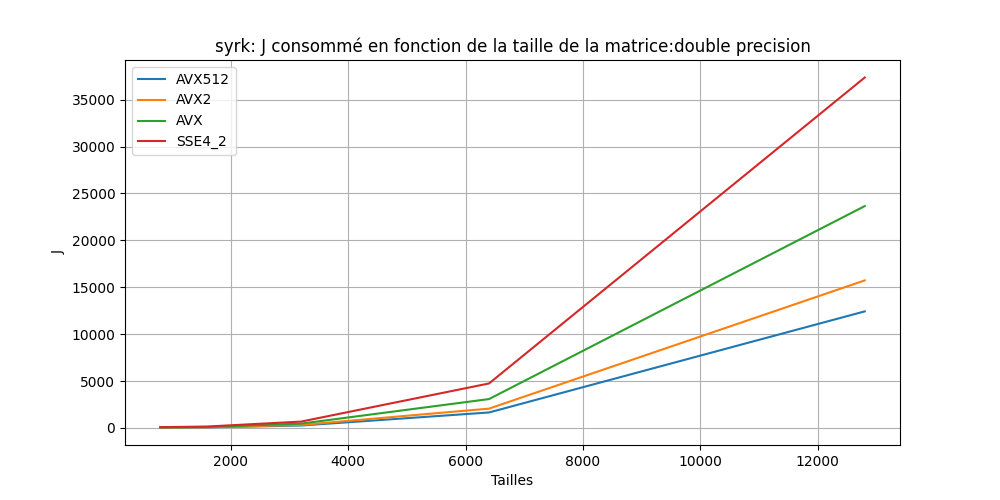 syrk: J consommé en fonction de la taille de la matrice:double precision
AVX512
AVX2
AVX
SSE4_2
35000
30000
25000
20000
15000
10000
5000
0
J
2000 4000 6000 8000 10000 12000
Tailles